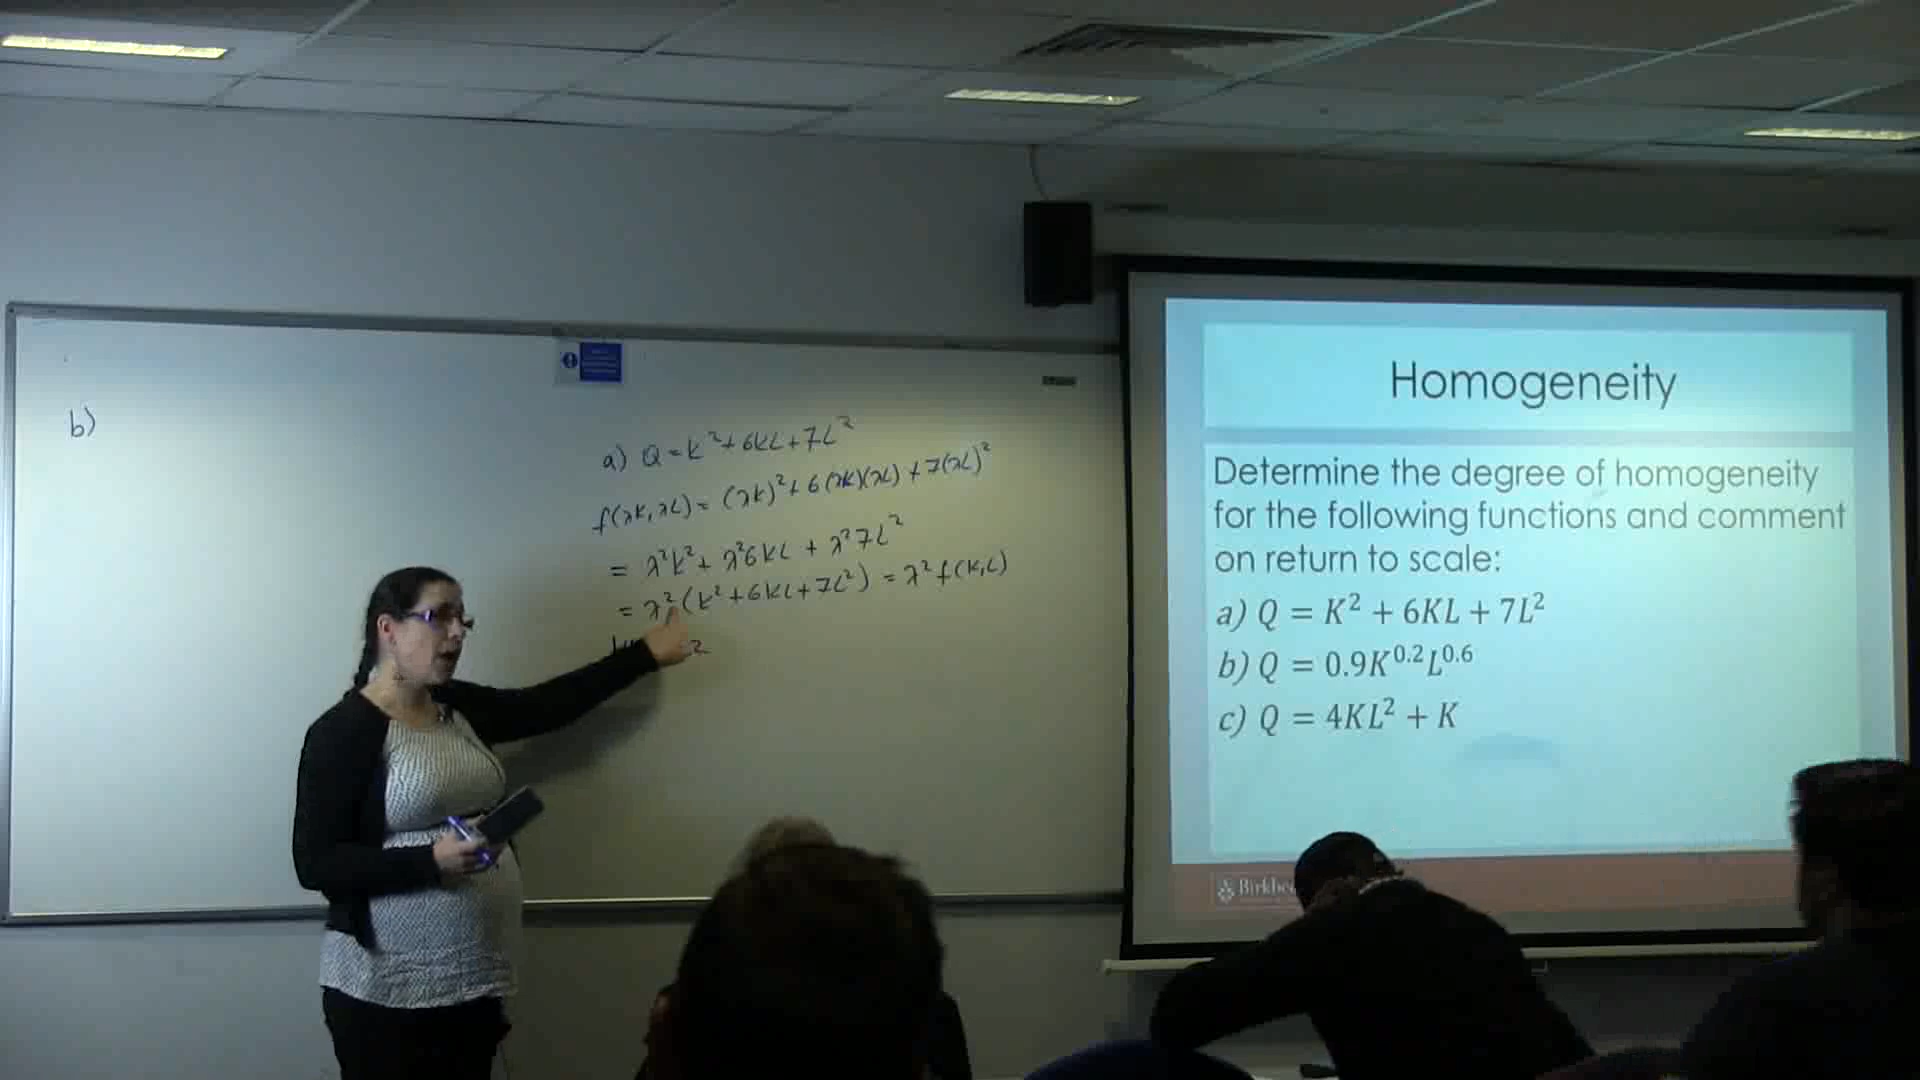 b)
a) Q = K² + 6KL + 7L²
f(λK, λL) = (λK)² + 6(λK)(λL) + 7(λL)²
= λ²K² + λ²6KL + λ²7L²
= λ²(K² + 6KL + 7L²) = λ² f(K,L)
2
Homogeneity
Determine the degree of homogeneity
for the following functions and comment
on return to scale:
a) Q = K² + 6KL + 7L²
b) Q = 0.9K^0.2 L^0.6
c) Q = 4KL² + K